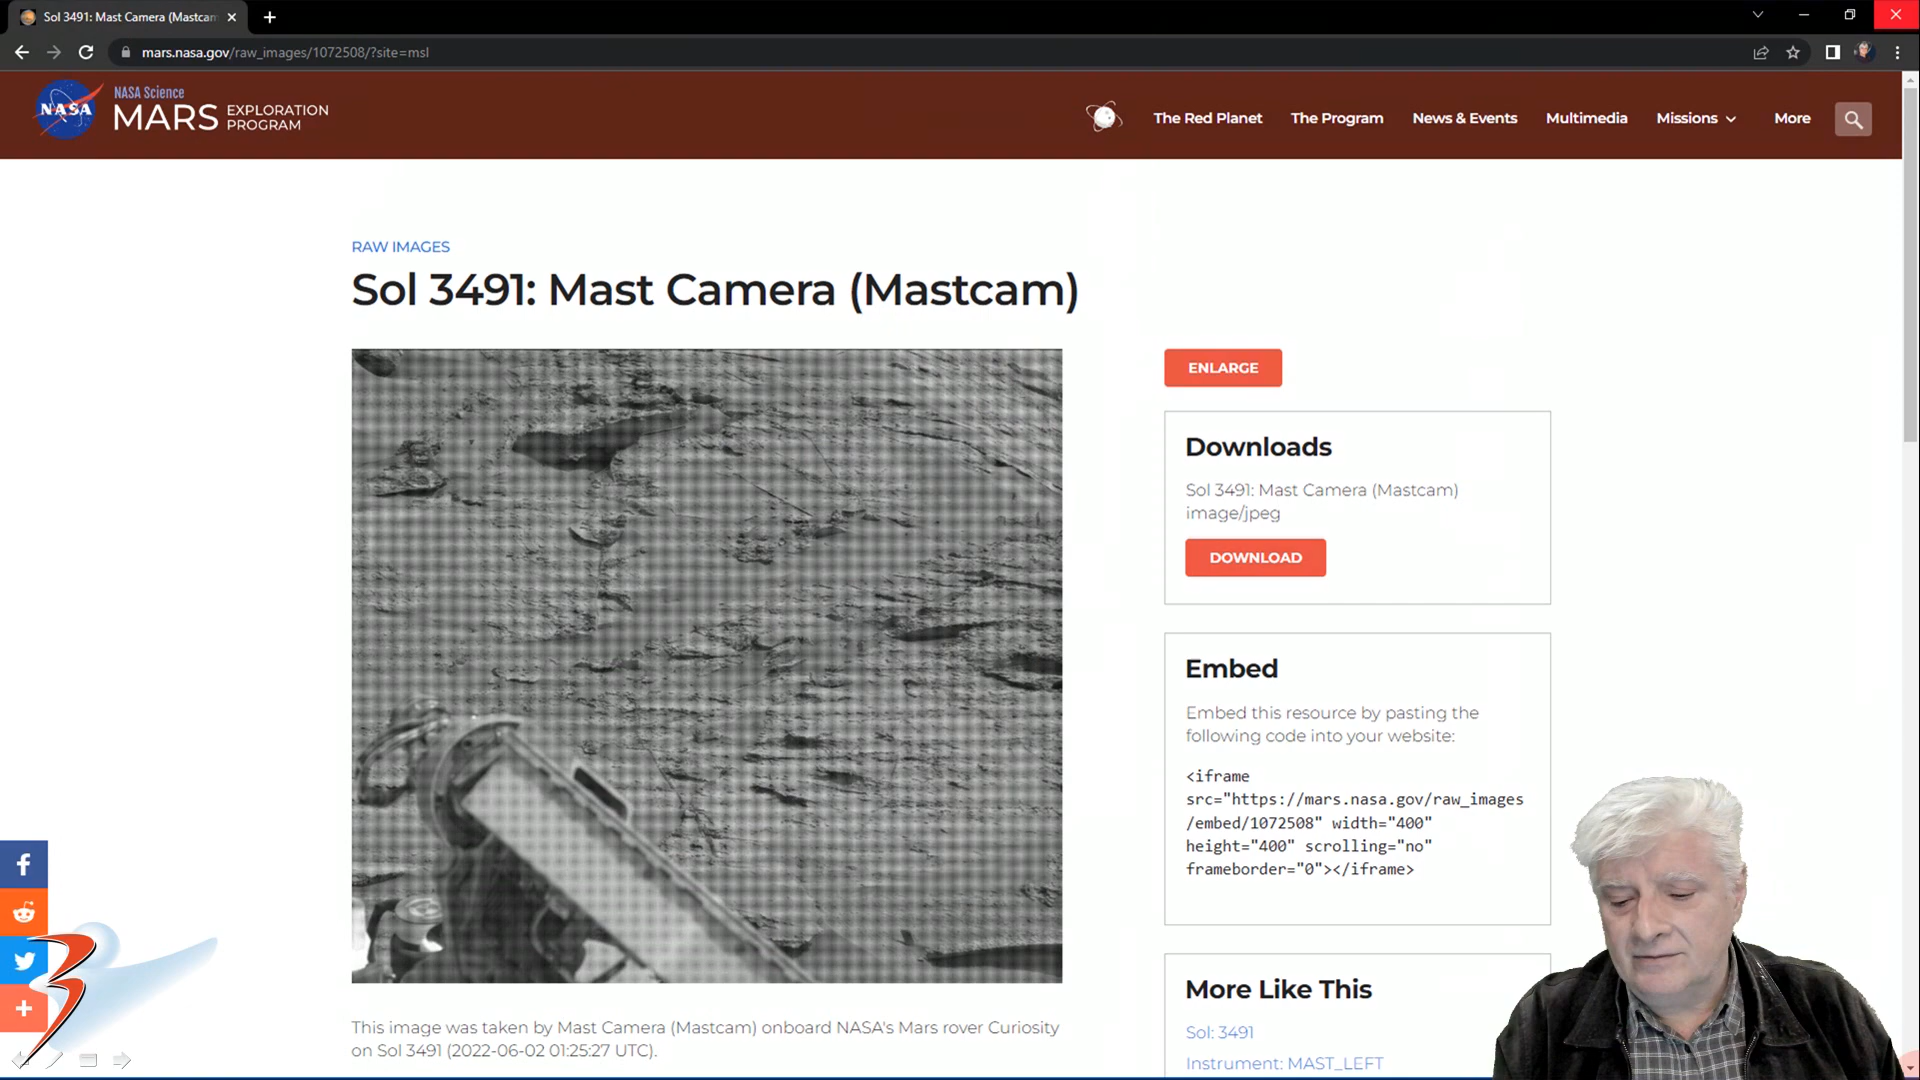 Sol 3491: Mast Camera (Mastcam
mars.nasa.gov/raw_images/1072508/?site=msl
NASA
NASA Science
MARS EXPLORATION PROGRAM
The Red Planet
The Program
News & Events
Multimedia
Missions
More
RAW IMAGES
Sol 3491: Mast Camera (Mastcam)
ENLARGE
Downloads
Sol 3491: Mast Camera (Mastcam)
image/jpeg
DOWNLOAD
Embed
Embed this resource by pasting the
following code into your website:
<iframe
src="https://mars.nasa.gov/raw_images
/embed/1072508" width="400"
height="400" scrolling="no"
frameborder="0"></iframe>
More Like This
Sol: 3491
Instrument: MAST_LEFT
This image was taken by Mast Camera (Mastcam) onboard NASA's Mars rover Curiosity
on Sol 3491 (2022-06-02 01:25:27 UTC).